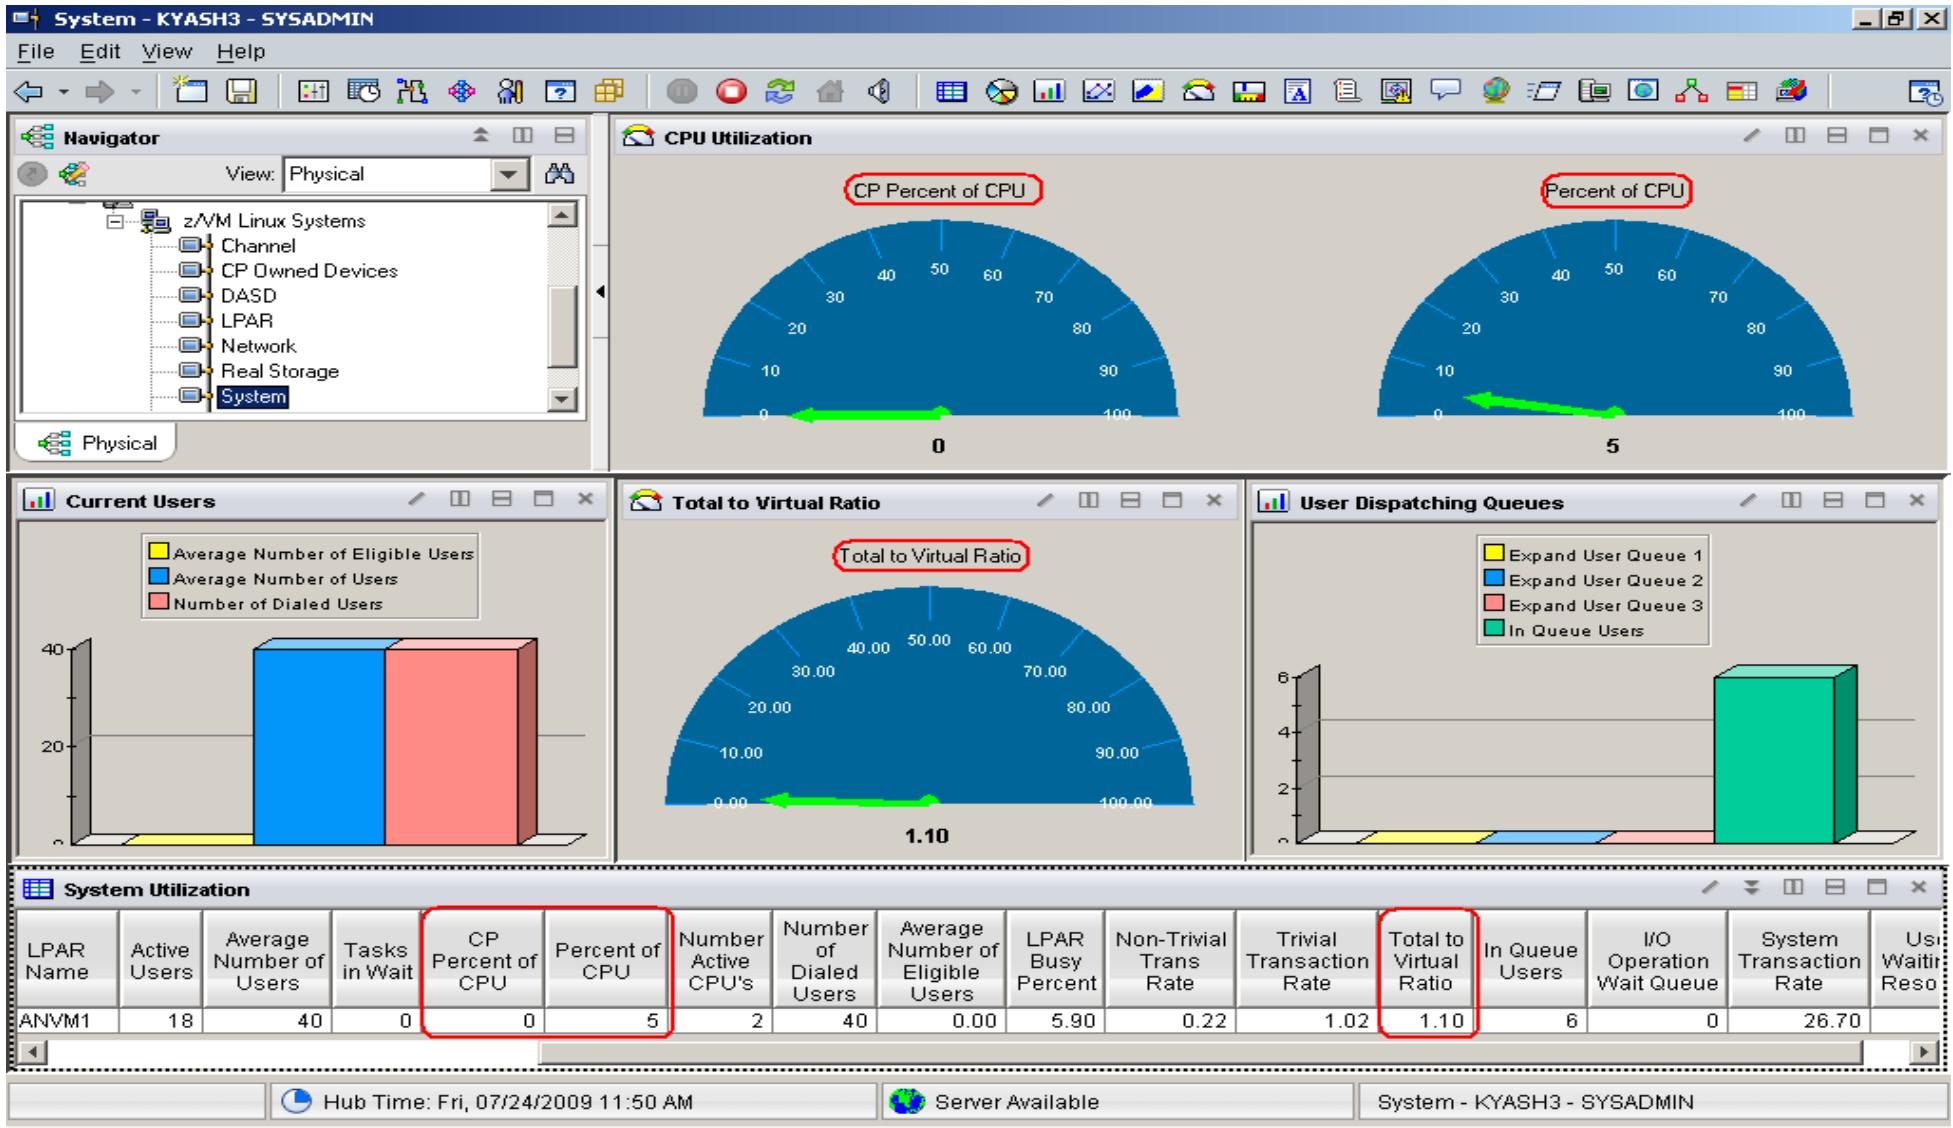 System - KYASH3 - SYSADMIN
File Edit View Help
Navigator
View: Physical
z/VM Linux Systems
Channel
CP Owned Devices
DASD
LPAR
Network
Real Storage
System
Physical
CPU Utilization
CP Percent of CPU
0 10 20 30 40 50 60 70 80 90 100
0
Percent of CPU
0 10 20 30 40 50 60 70 80 90 100
5
Current Users
Average Number of Eligible Users
Average Number of Users
Number of Dialed Users
40
20
Total to Virtual Ratio
Total to Virtual Ratio
0.00 10.00 20.00 30.00 40.00 50.00 60.00 70.00 80.00 90.00 100.00
1.10
User Dispatching Queues
Expand User Queue 1
Expand User Queue 2
Expand User Queue 3
In Queue Users
6
4
2
System Utilization
LPAR Name
Active Users
Average Number of Users
Tasks in Wait
CP Percent of CPU
Percent of CPU
Number Active CPU's
Number of Dialed Users
Average Number of Eligible Users
LPAR Busy Percent
Non-Trivial Trans Rate
Trivial Transaction Rate
Total to Virtual Ratio
In Queue Users
I/O Operation Wait Queue
System Transaction Rate
ANVM1 18 40 0 0 5 2 40 0.00 5.90 0.22 1.02 1.10 6 0 26.70
Hub Time: Fri, 07/24/2009 11:50 AM
Server Available
System - KYASH3 - SYSADMIN